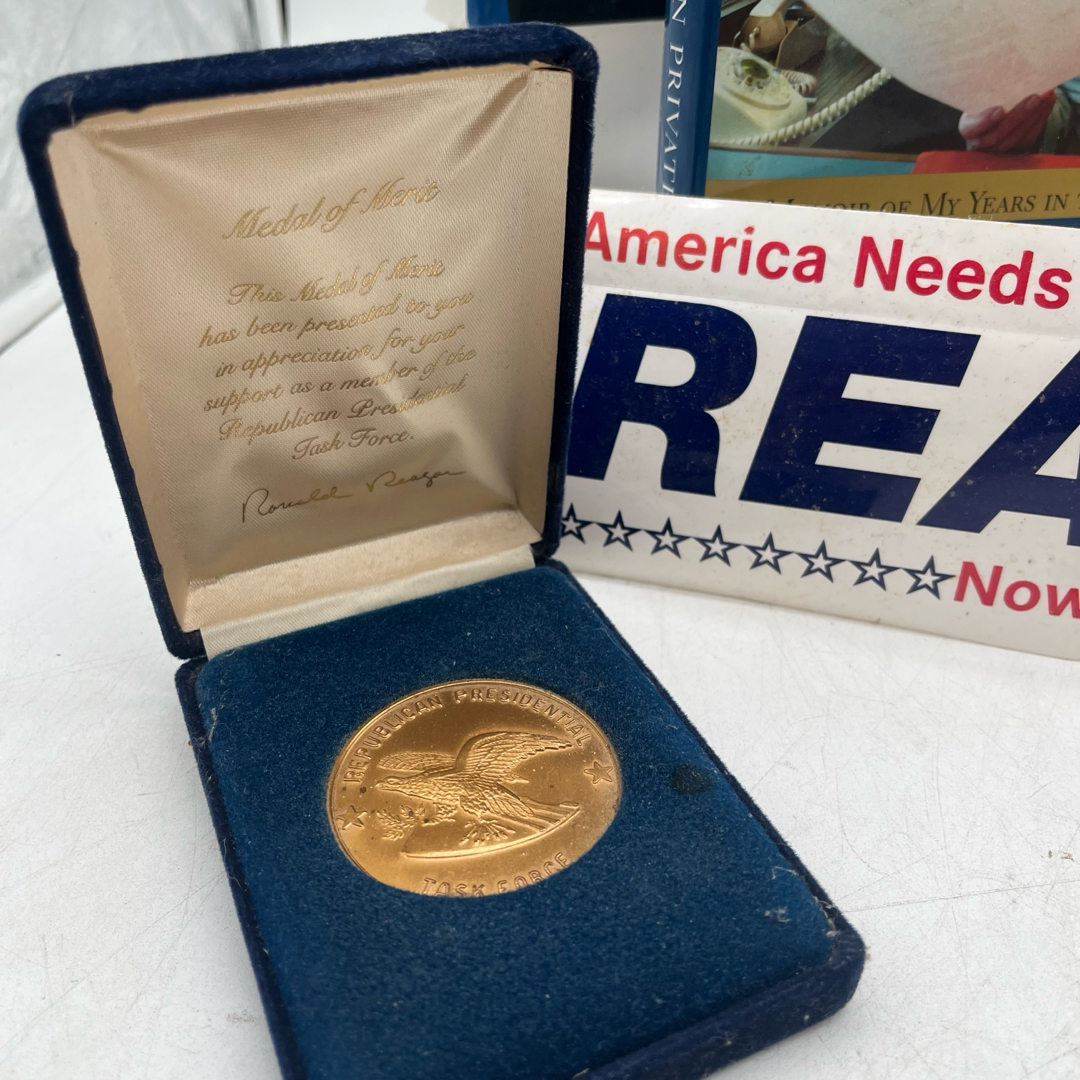 Medal of Merit
This Medal of Merit
has been presented to you
in appreciation for your
support as a member of the
Republican Presidential
Task Force.
Ronald Reagan
REPUBLICAN PRESIDENTIAL
TASK FORCE
N PRIVAT
OF MY YEARS IN
America Needs
REA
Now